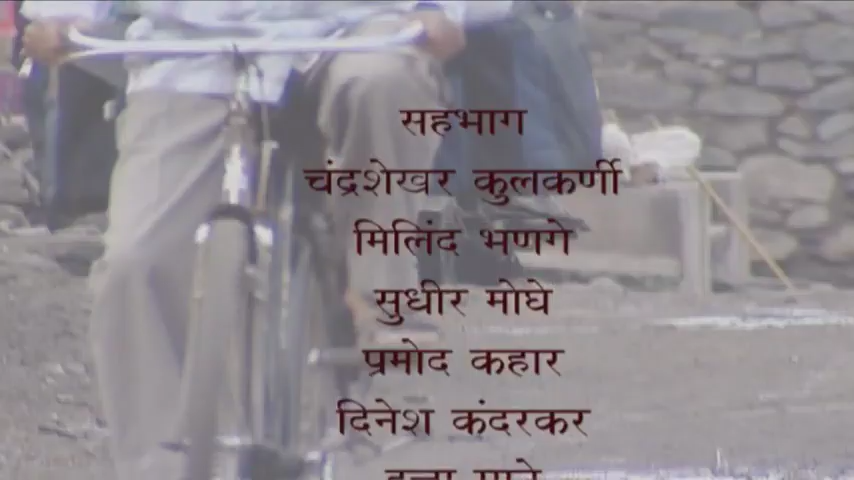 सहभाग
चंद्रशेखर कुलकर्णी
मिलिंद भणगे
सुधीर मोघे
प्रमोद कहार
दिनेश कंदरकर